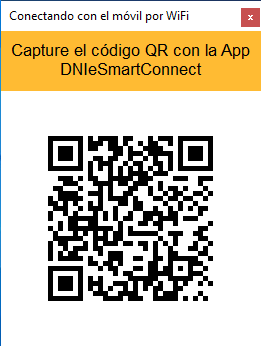 Conectando con el móvil por WiFi
x
Capture el código QR con la App
DNIeSmartConnect